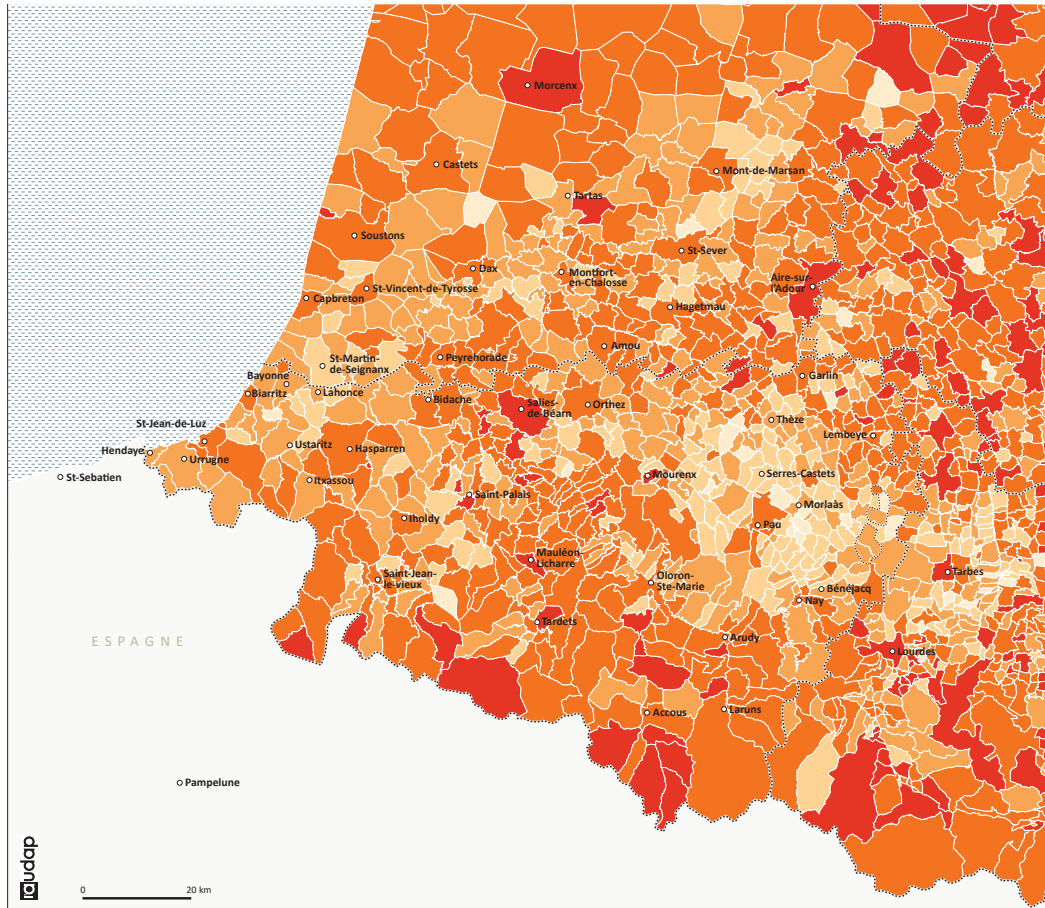 Morcenx
Castets
Mont-de-Marsan
Tartas
Soustons
St-Sever
Dax
Montfort-
en-Chalosse
Aire-sur-
l'Adour
St-Vincent-de-Tyrosse
Capbreton
Hagetmau
Amou
Peyrehorade
St-Martin-
de-Seignanx
Bayonne
Garlin
Biarritz
Lahonce
Bidache
Salies-
de-Béarn
Orthez
Thèze
St-Jean-de-Luz
Lembeye
Ustaritz
Hasparren
Hendaye
Urrugne
St-Sebatien
Itxassou
Mourenx
Serres-Castets
Saint-Palais
Morlaàs
Iholdy
Pau
Mauléon-
Licharre
Tarbes
Saint-Jean-
le-vieux
Oloron-
Ste-Marie
Bénéjacq
Nay
Tardets
ESPAGNE
Arudy
Lourdes
Accous
Laruns
Pampelune
audap
0 20 km